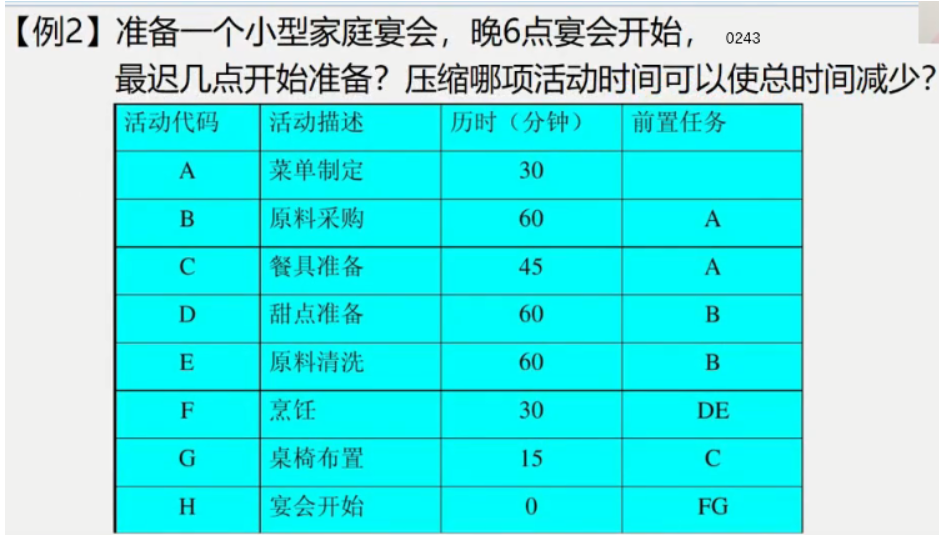 【例2】准备一个小型家庭宴会，晚6点宴会开始， 0243
最迟几点开始准备？压缩哪项活动时间可以使总时间减少？
活动代码 活动描述 历时（分钟） 前置任务
A 菜单制定 30
B 原料采购 60 A
C 餐具准备 45 A
D 甜点准备 60 B
E 原料清洗 60 B
F 烹饪 30 DE
G 桌椅布置 15 C
H 宴会开始 0 FG